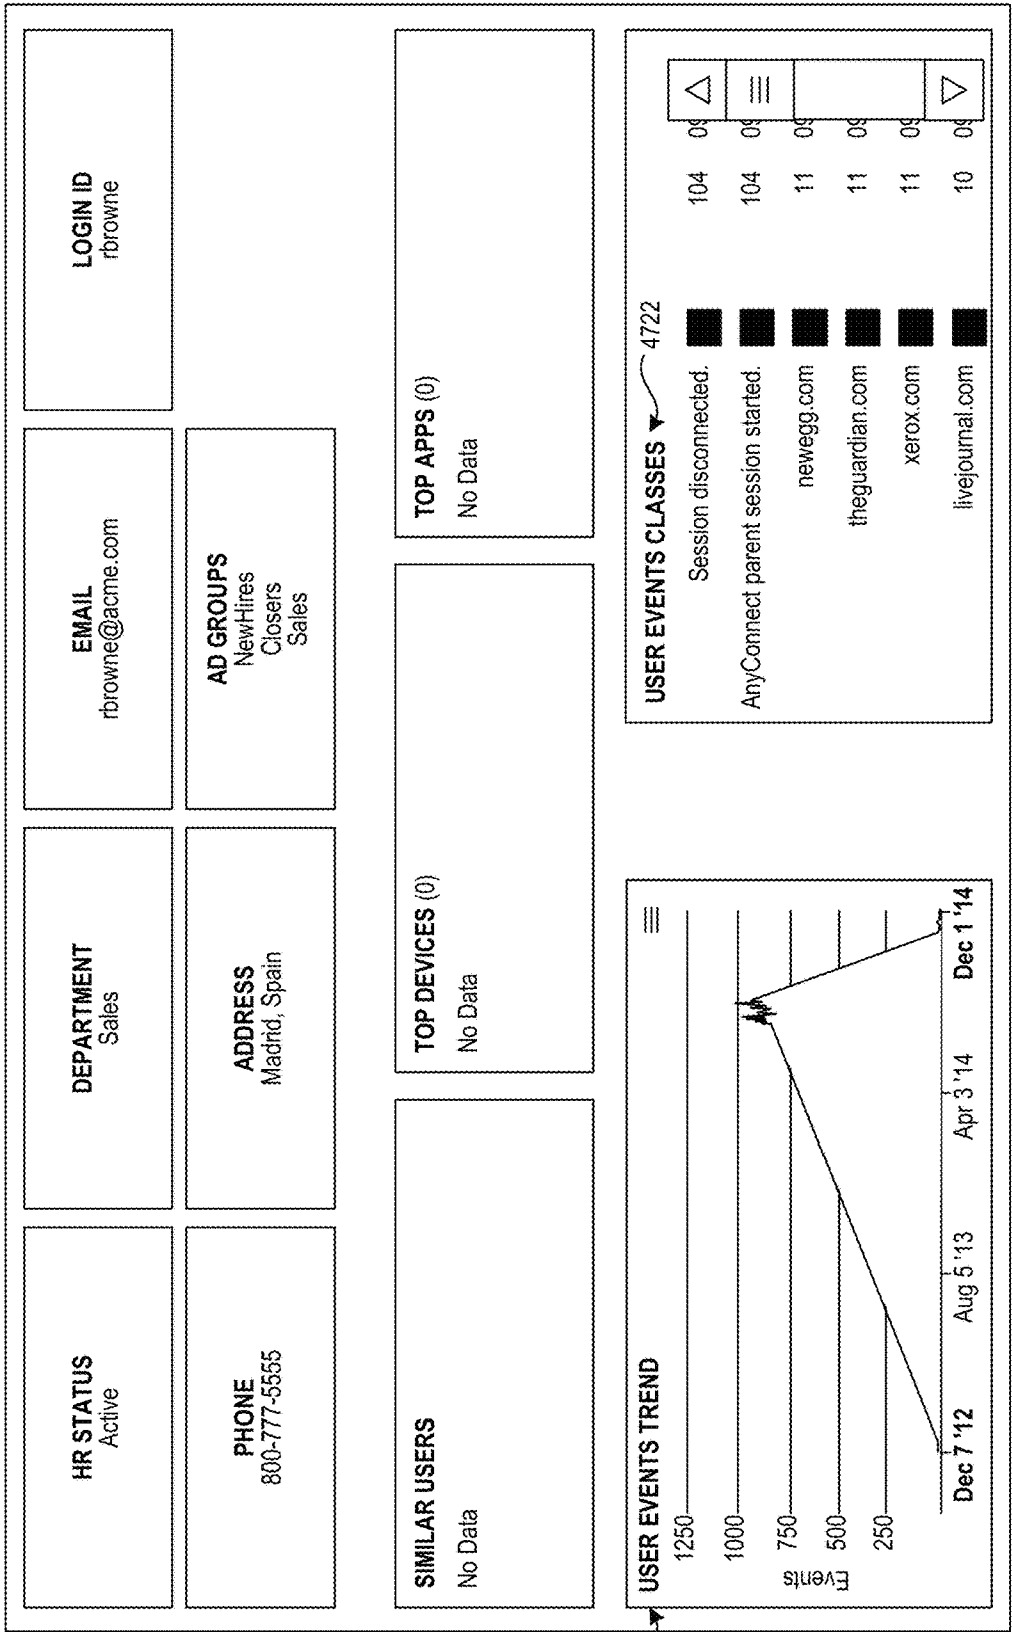 HR STATUS
Active
DEPARTMENT
Sales
EMAIL
rbrowne@acme.com
LOGIN ID
rbrowne
PHONE
800-777-5555
ADDRESS
Madrid, Spain
AD GROUPS
NewHires
Closers
Sales
SIMILAR USERS
No Data
TOP DEVICES (0)
No Data
TOP APPS (0)
No Data
USER EVENTS TREND
1250
1000
750
500
250
Events
Dec 7 '12
Aug 5 '13
Apr 3 '14
Dec 1 '14
USER EVENTS CLASSES
4722
Session disconnected. 104
AnyConnect parent session started. 104
newegg.com 11
theguardian.com 11
xerox.com 11
livejournal.com 10